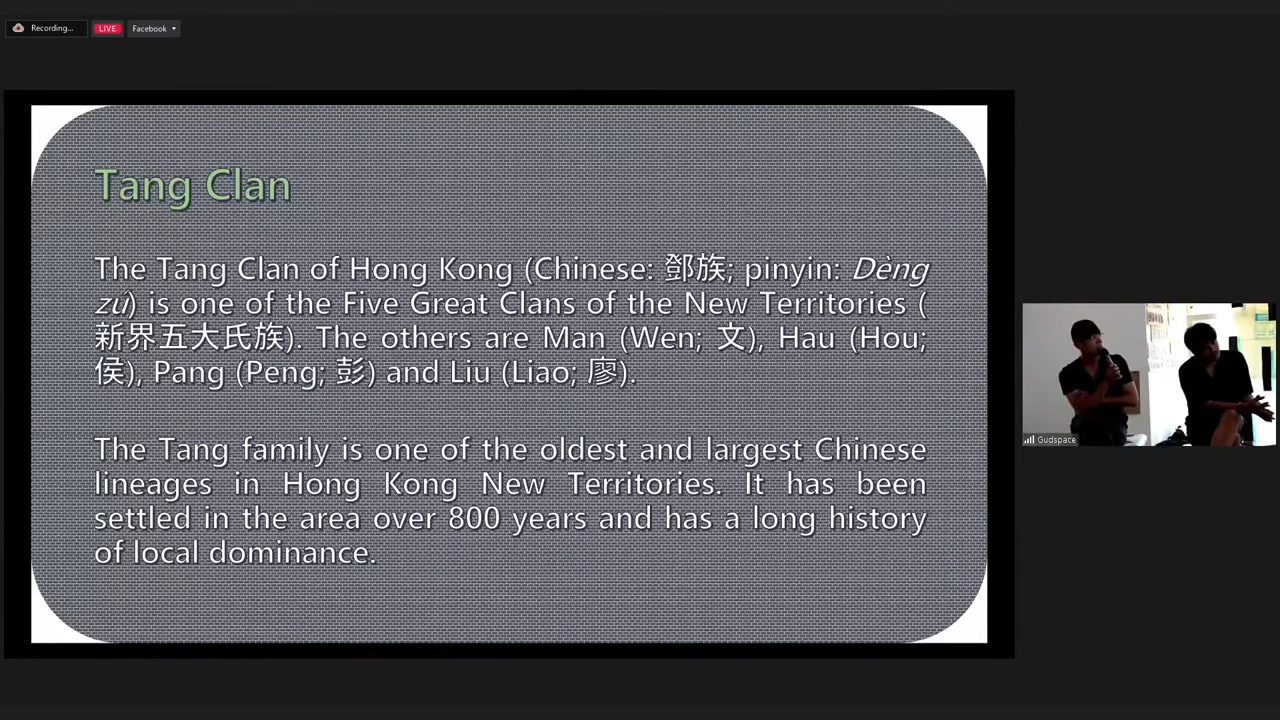 Recording...
LIVE
Facebook
Tang Clan
The Tang Clan of Hong Kong (Chinese: 鄧族; pinyin: Dèng
zú) is one of the Five Great Clans of the New Territories (
新界五大氏族). The others are Man (Wen; 文), Hau (Hou;
侯), Pang (Peng; 彭) and Liu (Liao; 廖).
The Tang family is one of the oldest and largest Chinese
lineages in Hong Kong New Territories. It has been
settled in the area over 800 years and has a long history
of local dominance.
Gudspace